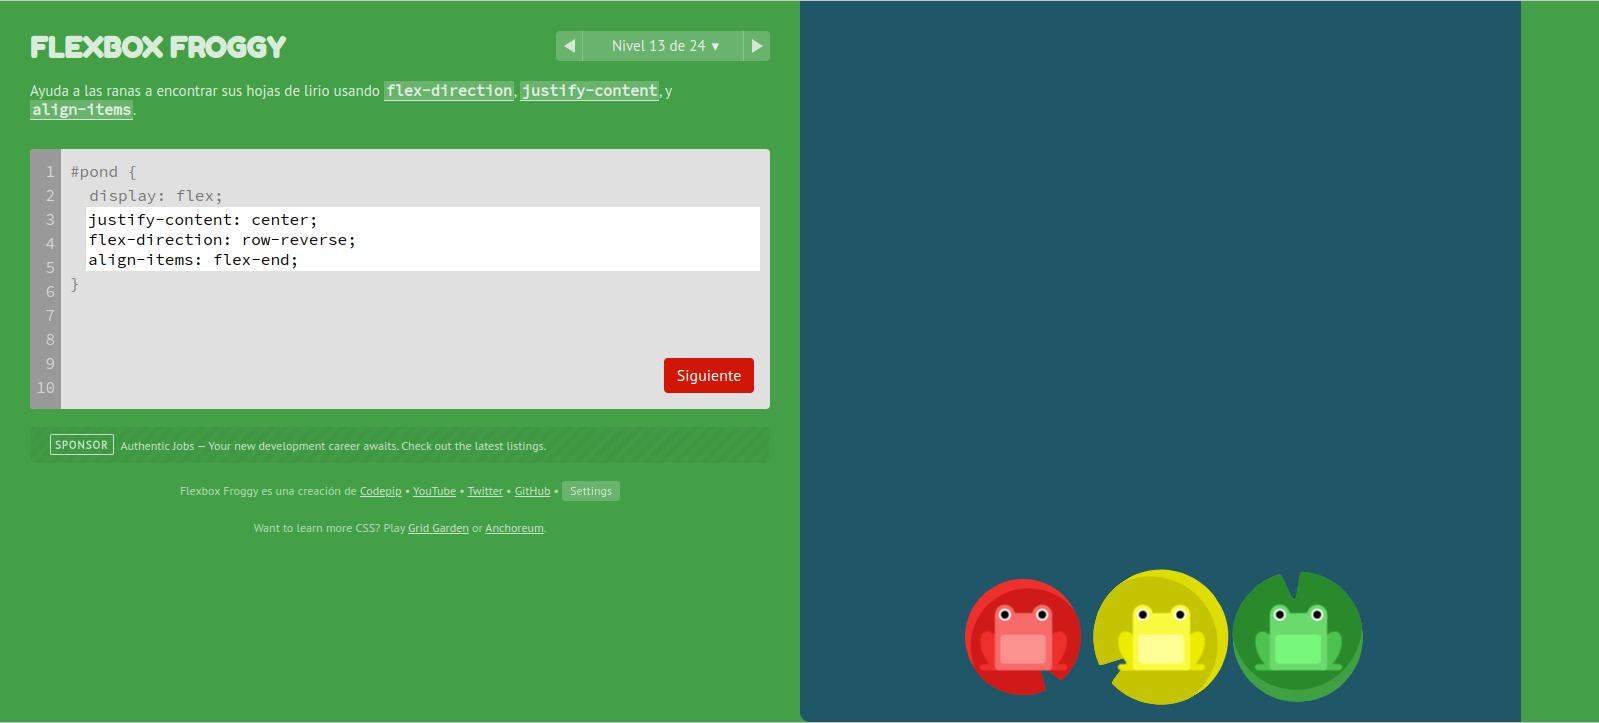 FLEXBOX FROGGY
Nivel 13 de 24 ▾
Ayuda a las ranas a encontrar sus hojas de lirio usando flex-direction, justify-content, y
align-items.
1 #pond {
2 display: flex;
3 justify-content: center;
4 flex-direction: row-reverse;
5 align-items: flex-end;
6 }
7
8
9
10
Siguiente
SPONSOR Authentic Jobs — Your new development career awaits. Check out the latest listings.
Flexbox Froggy es una creación de Codepip • YouTube • Twitter • GitHub • Settings
Want to learn more CSS? Play Grid Garden or Anchoreum.